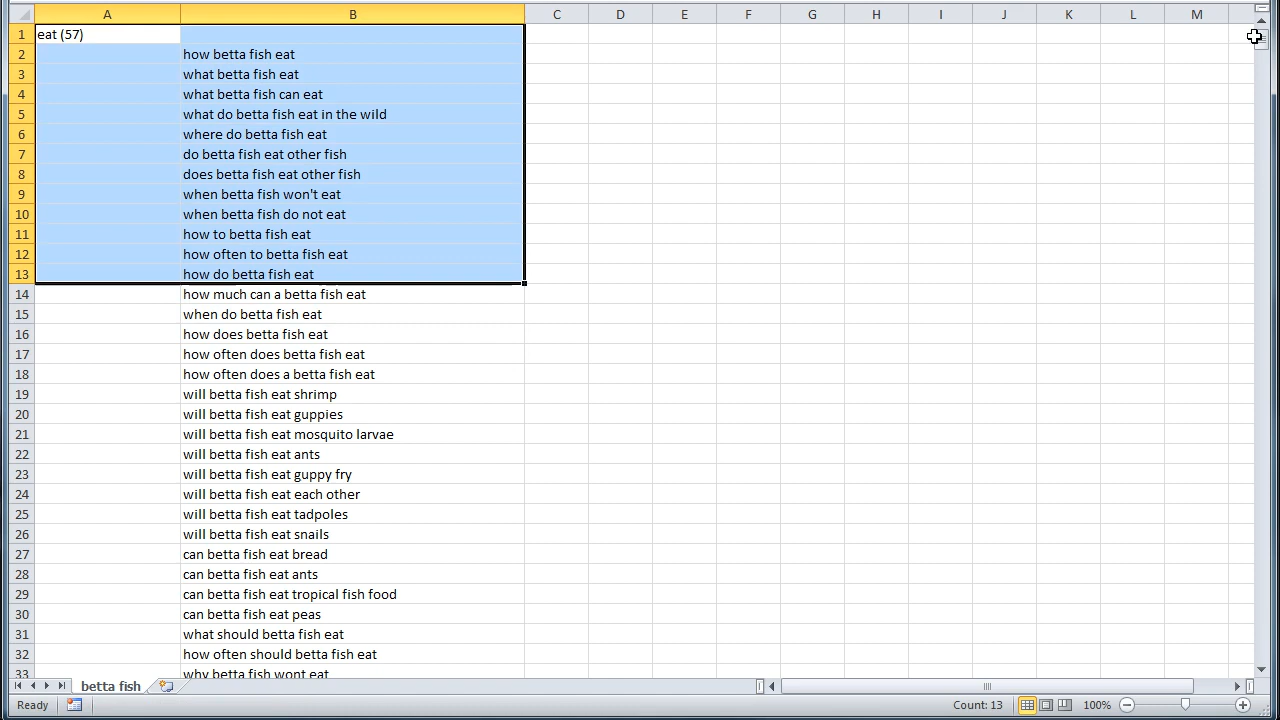 A B C D E F G H I J K L M
1 eat (57)
2 how betta fish eat
3 what betta fish eat
4 what betta fish can eat
5 what do betta fish eat in the wild
6 where do betta fish eat
7 do betta fish eat other fish
8 does betta fish eat other fish
9 when betta fish won't eat
10 when betta fish do not eat
11 how to betta fish eat
12 how often to betta fish eat
13 how do betta fish eat
14 how much can a betta fish eat
15 when do betta fish eat
16 how does betta fish eat
17 how often does betta fish eat
18 how often does a betta fish eat
19 will betta fish eat shrimp
20 will betta fish eat guppies
21 will betta fish eat mosquito larvae
22 will betta fish eat ants
23 will betta fish eat guppy fry
24 will betta fish eat each other
25 will betta fish eat tadpoles
26 will betta fish eat snails
27 can betta fish eat bread
28 can betta fish eat ants
29 can betta fish eat tropical fish food
30 can betta fish eat peas
31 what should betta fish eat
32 how often should betta fish eat
33 why betta fish wont eat
betta fish
Ready Count: 13 100%